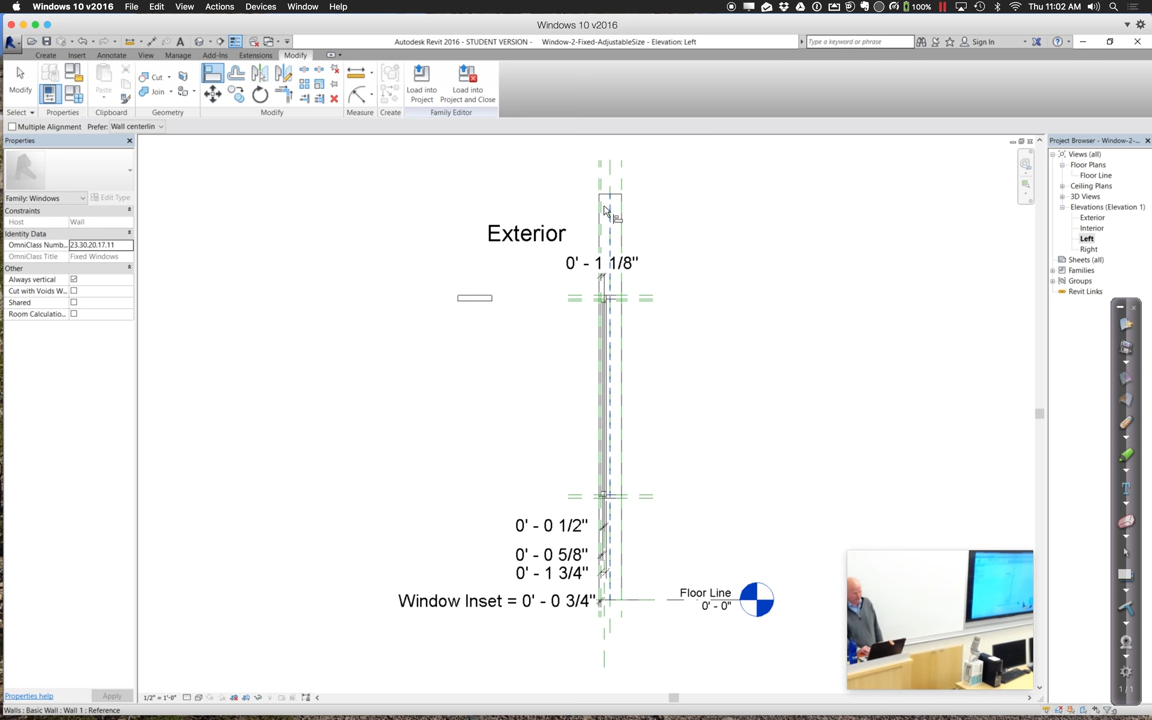 Windows 10 v2016 File Edit View Virtual Machine Actions Devices Window Help 100% Thu 11:02 AM
Windows 10 v2016
Autodesk Revit 2016 - STUDENT VERSION - Window-2-Fixed-AdjustableSize - Elevation: Left
Type a keyword or phrase
Sign In
Create Insert Annotate View Manage Add-Ins Extensions Modify
Modify
Paste
Cut
Join
Load into Project
Load into Project and Close
Select Properties Clipboard Geometry Modify Measure Create Family Editor
Multiple Alignment Prefer: Wall centerlin
Properties
Family: Windows
Edit Type
Constraints
Host Wall
Identity Data
OmniClass Numb... 23.30.20.17.11
OmniClass Title Fixed Windows
Other
Always vertical
Cut with Voids W...
Shared
Room Calculatio...
Properties help
Apply
Exterior
0' - 1 1/8"
0' - 0 1/2"
0' - 0 5/8"
0' - 1 3/4"
Window Inset = 0' - 0 3/4"
Floor Line
0' - 0"
Project Browser - Window-2-...
Views (all)
Floor Plans
Floor Line
Ceiling Plans
3D Views
Elevations (Elevation 1)
Exterior
Interior
Left
Right
Sheets (all)
Families
Groups
Revit Links
1 / 1
1/2" = 1'-0"
Walls : Basic Wall : Wall 1 : Reference